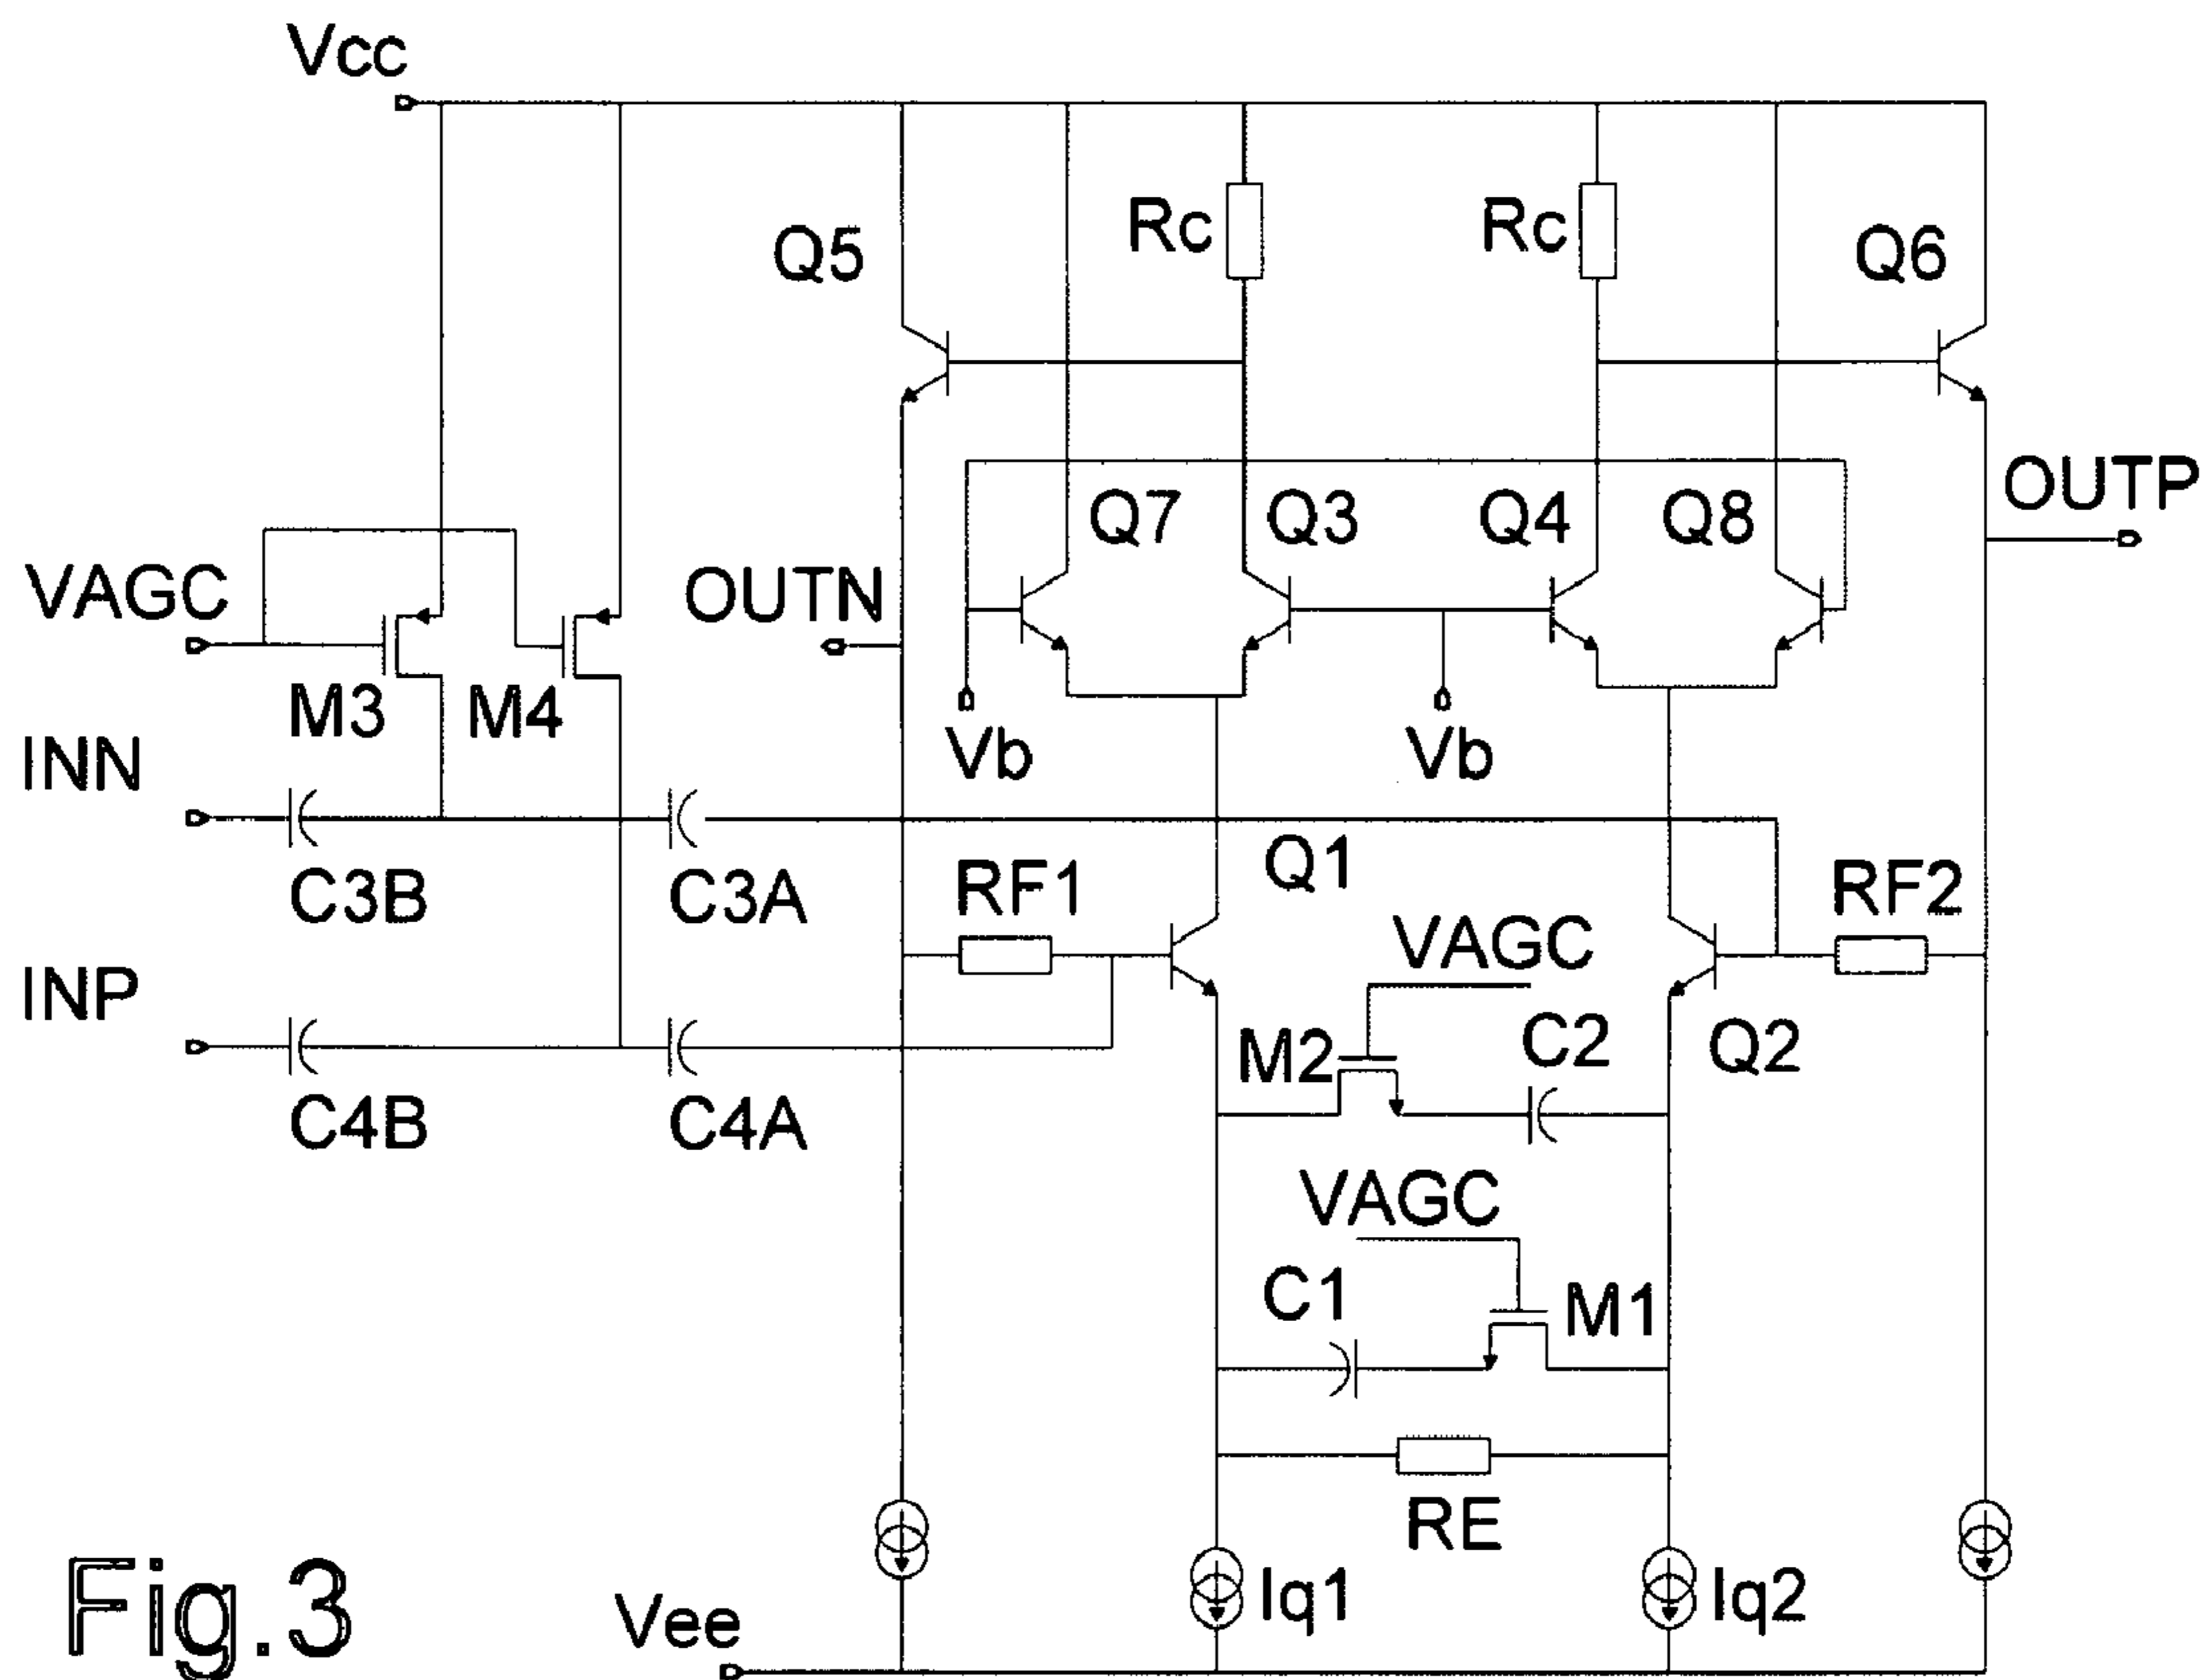 Vcc
Rc
Rc
Q5
Q6
OUTP
Q7
Q3
Q4
Q8
VAGC
OUTN
M3
M4
INN
Vb
Vb
C3B
C3A
RF1
Q1
RF2
VAGC
INP
M2
C2
Q2
C4B
C4A
VAGC
C1
M1
RE
Iq1
Iq2
Vee
Fig.3